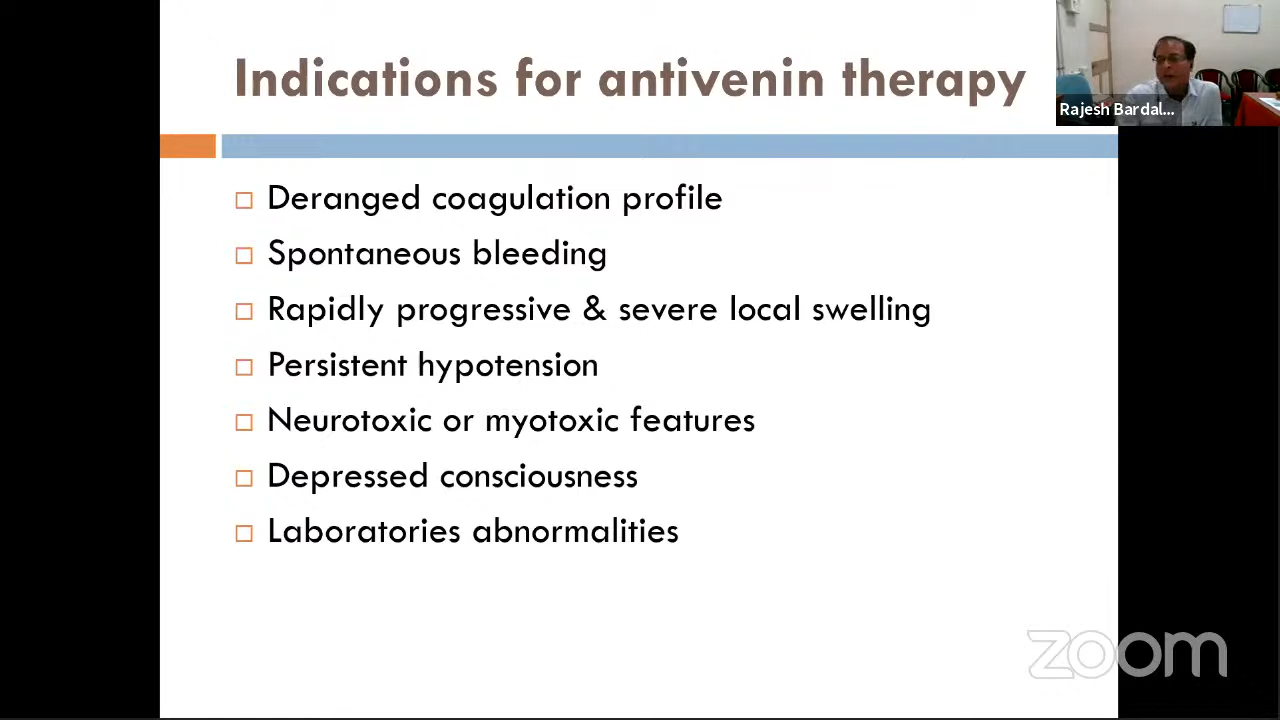 Indications for antivenin therapy
Rajesh Bardal...
Deranged coagulation profile
Spontaneous bleeding
Rapidly progressive & severe local swelling
Persistent hypotension
Neurotoxic or myotoxic features
Depressed consciousness
Laboratories abnormalities
zoom